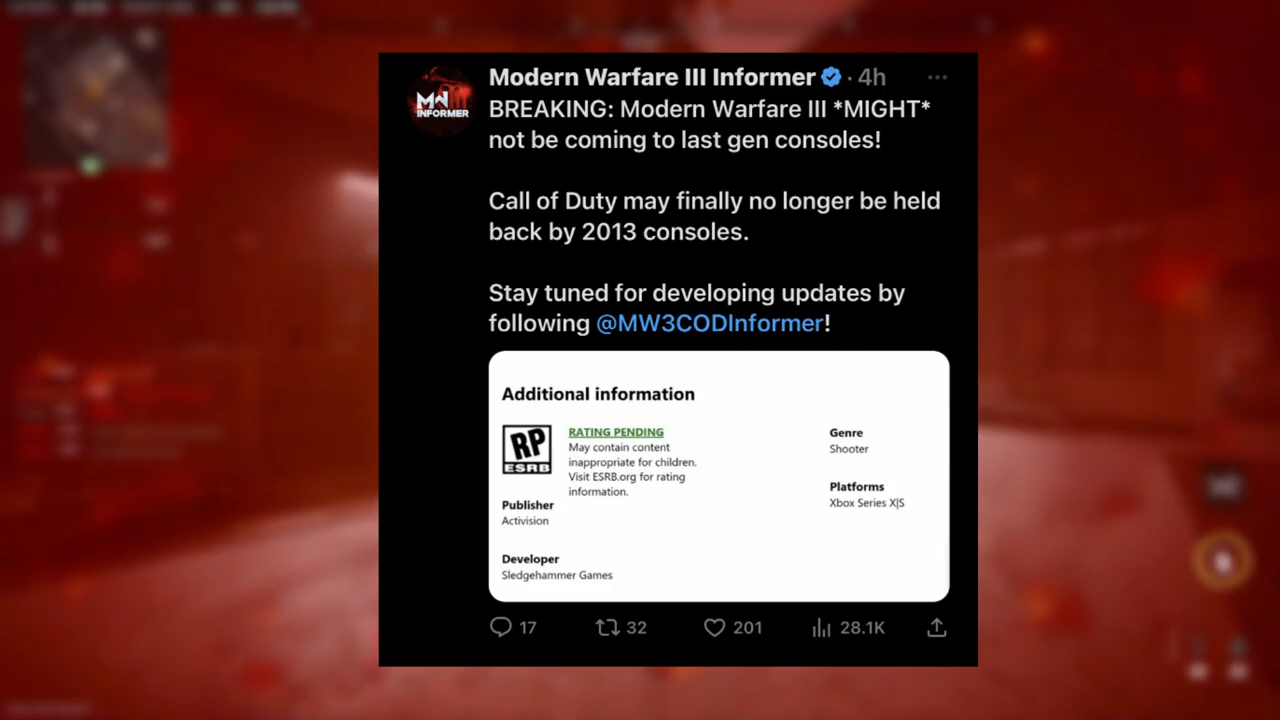 Modern Warfare III Informer · 4h
BREAKING: Modern Warfare III *MIGHT*
not be coming to last gen consoles!
Call of Duty may finally no longer be held
back by 2013 consoles.
Stay tuned for developing updates by
following @MW3CODInformer!
MW III
INFORMER
Additional information
RP
ESRB
RATING PENDING
May contain content
inappropriate for children.
Visit ESRB.org for rating
information.
Publisher
Activision
Developer
Sledgehammer Games
Genre
Shooter
Platforms
Xbox Series X|S
17 32 201 28.1K